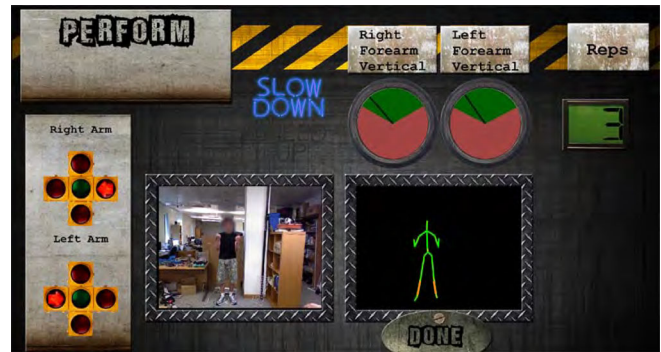 PERFORM
Right
Forearm
Vertical
Left
Forearm
Vertical
Reps
SLOW
DOWN
3
Right Arm
Left Arm
DONE